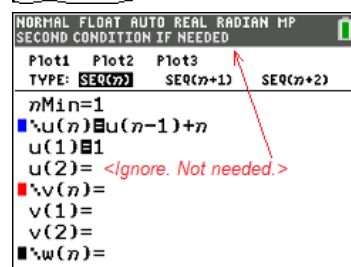 NORMAL FLOAT AUTO REAL RADIAN MP
SECOND CONDITION IF NEEDED
Plot1 Plot2 Plot3
TYPE: SEQ(n) SEQ(n+1) SEQ(n+2)
nMin=1
u(n)=u(n-1)+n
u(1)=1
u(2)= <Ignore. Not needed.>
v(n)=
v(1)=
v(2)=
w(n)=